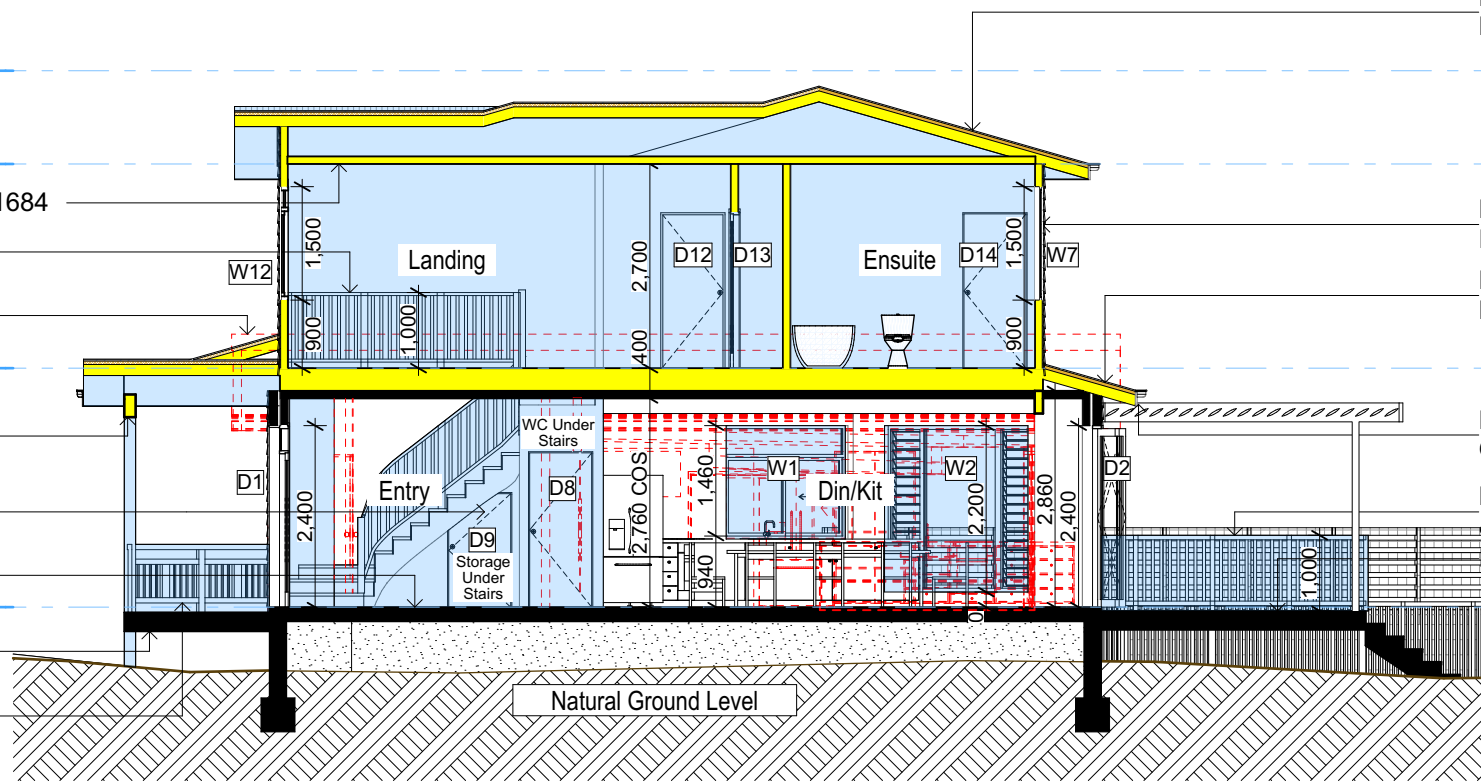 1684
1,500
W12
Landing
900
1,000
2,700
400
D12
D13
Ensuite
D14
1,500
900
W7
D1
2,400
Entry
WC Under
Stairs
D8
D9
Storage
Under
Stairs
2,760 COS
1,460
940
W1
Din/Kit
W2
2,200
0
2,860
2,400
D2
1,000
Natural Ground Level